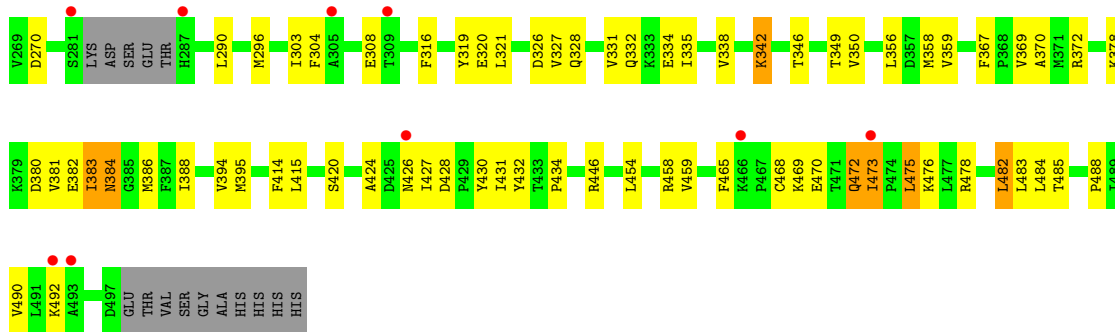 V269 D270 S281 LYS ASP SER GLU THR H287 L290 M296 I303 F304 A305 E308 T309 F316 Y319 E320 L321 D326 V327 Q328 V331 Q332 K333 E334 I335 V338 K342 T346 T349 V350 L356 D357 M358 V359 F367 P368 V369 A370 M371 R372 K378
K379 D380 V381 E382 I383 N384 G385 M386 F387 I388 V394 M395 F414 L415 S420 A424 D425 N426 I427 D428 P429 Y430 I431 Y432 T433 P434 R446 L454 R458 V459 F465 K466 P467 C468 K469 E470 T471 Q472 I473 P474 L475 K476 L477 R478 L482 L483 L484 T485 P488 I489
V490 L491 K492 A493 D497 GLU THR VAL SER GLY ALA HIS HIS HIS HIS